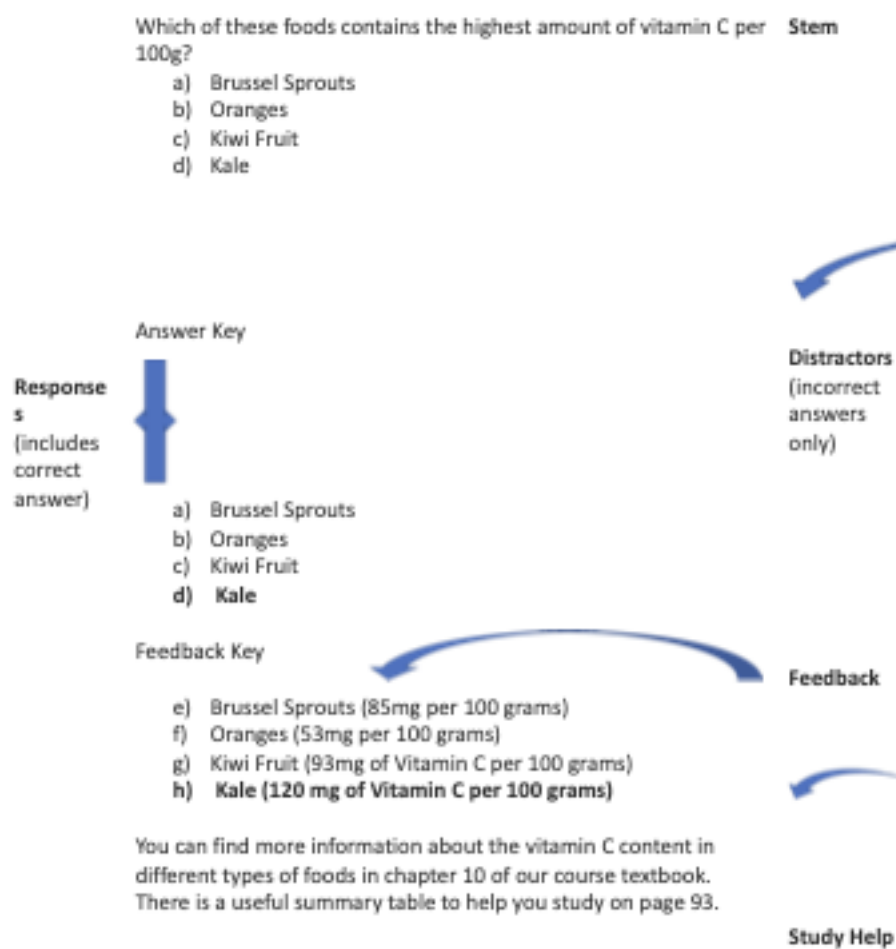 Which of these foods contains the highest amount of vitamin C per
100g?
a) Brussel Sprouts
b) Oranges
c) Kiwi Fruit
d) Kale
Stem
Answer Key
Response
s
(includes
correct
answer)
Distractors
(incorrect
answers
only)
a) Brussel Sprouts
b) Oranges
c) Kiwi Fruit
d) Kale
Feedback Key
Feedback
e) Brussel Sprouts (85mg per 100 grams)
f) Oranges (53mg per 100 grams)
g) Kiwi Fruit (93mg of Vitamin C per 100 grams)
h) Kale (120 mg of Vitamin C per 100 grams)
You can find more information about the vitamin C content in
different types of foods in chapter 10 of our course textbook.
There is a useful summary table to help you study on page 93.
Study Help